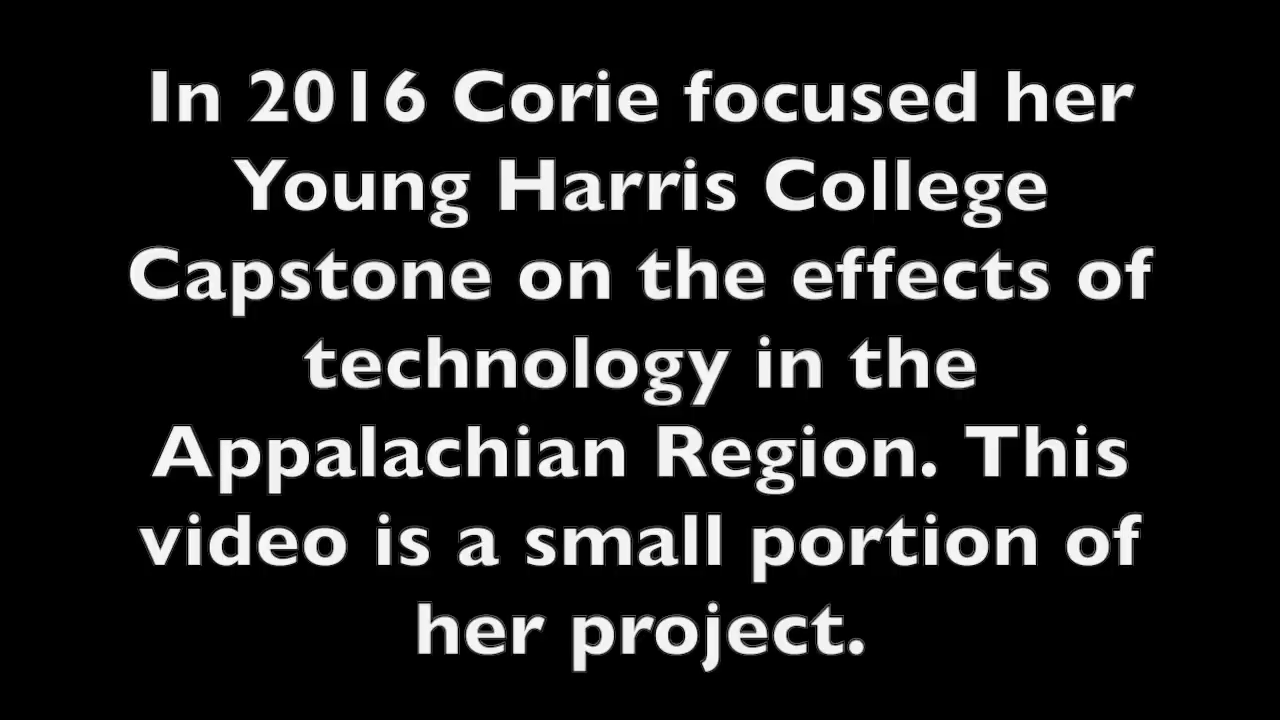 In 2016 Corie focused her
Young Harris College
Capstone on the effects of
technology in the
Appalachian Region. This
video is a small portion of
her project.